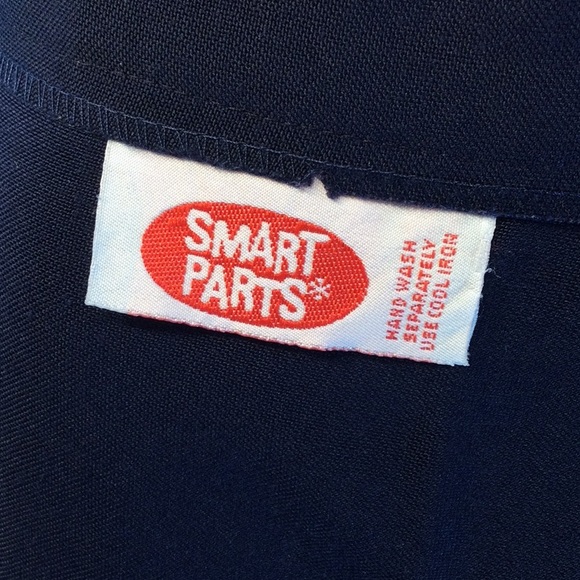 SMART
PARTS*
HAND WASH
SEPARATELY
USE COOL IRON